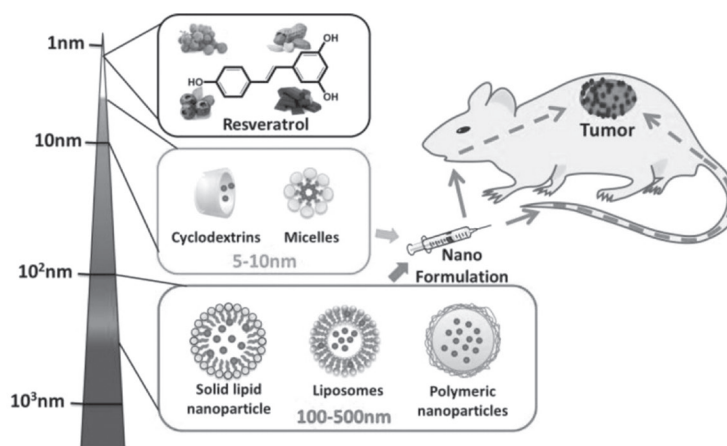 1nm
OH
HO
OH
Resveratrol
10nm
Cyclodextrins Micelles
5-10nm
Tumor
Nano
Formulation
10²nm
Solid lipid
nanoparticle
Liposomes
Polymeric
nanoparticles
100-500nm
10³nm